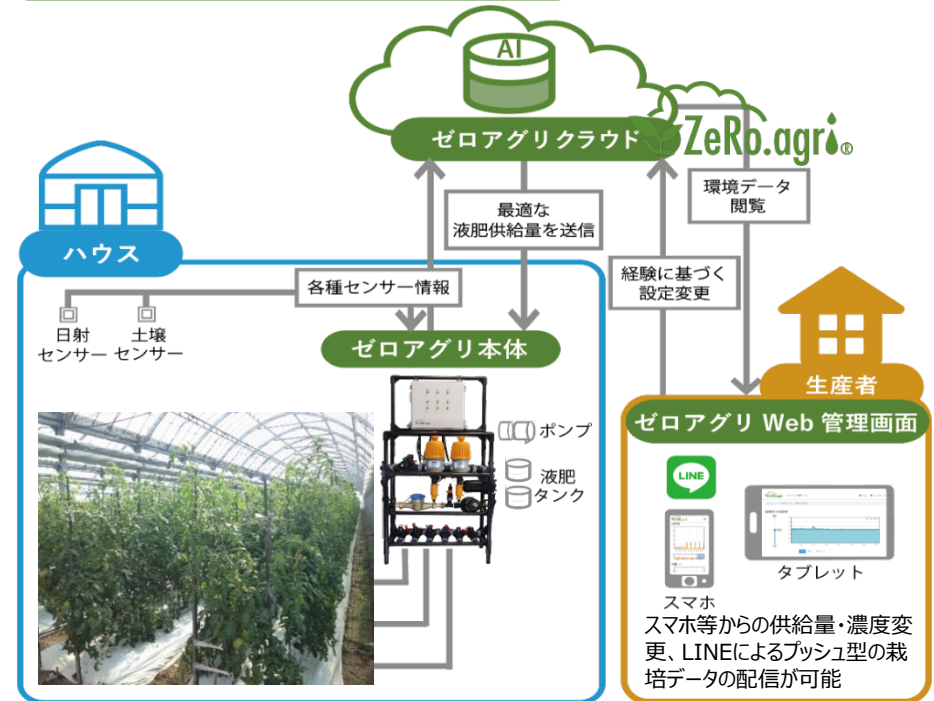 AI
ゼロアグリクラウド
ZeRo.agri®
環境データ
閲覧
最適な
液肥供給量を送信
ハウス
各種センサー情報
経験に基づく
設定変更
日射
センサー
土壌
センサー
ゼロアグリ本体
生産者
ゼロアグリ Web 管理画面
ポンプ
液肥
タンク
LINE
タブレット
スマホ
スマホ等からの供給量・濃度変
更、LINEによるプッシュ型の栽
培データの配信が可能